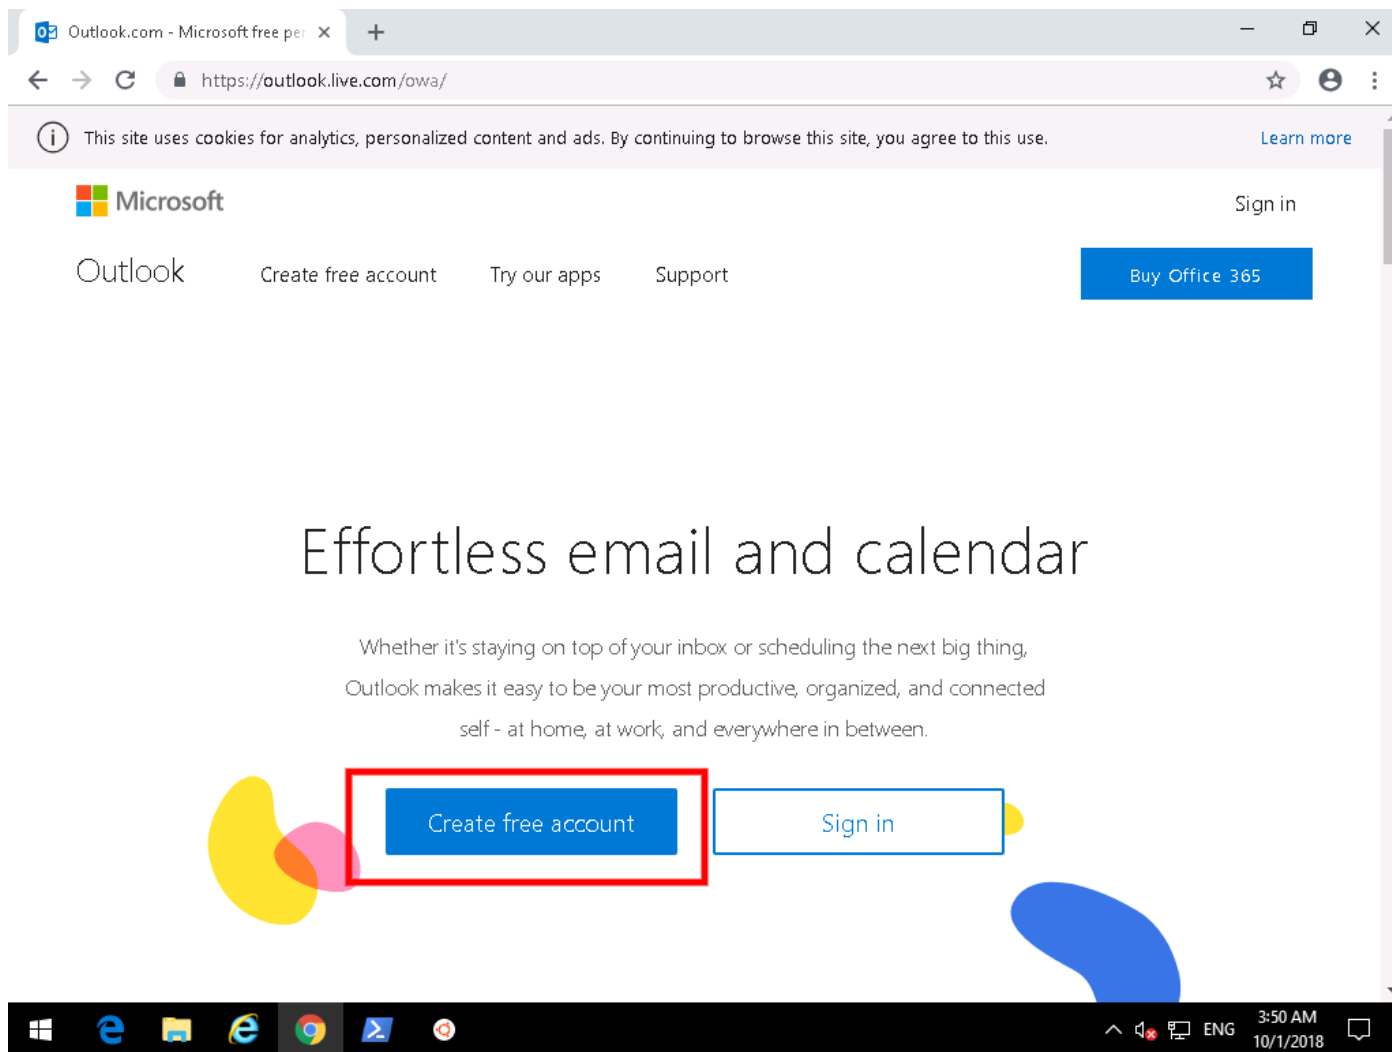 Outlook.com - Microsoft free per
https://outlook.live.com/owa/
This site uses cookies for analytics, personalized content and ads. By continuing to browse this site, you agree to this use.
Learn more
Microsoft
Sign in
Outlook
Create free account
Try our apps
Support
Buy Office 365
Effortless email and calendar
Whether it's staying on top of your inbox or scheduling the next big thing,
Outlook makes it easy to be your most productive, organized, and connected
self - at home, at work, and everywhere in between.
Create free account
Sign in
ENG
3:50 AM
10/1/2018